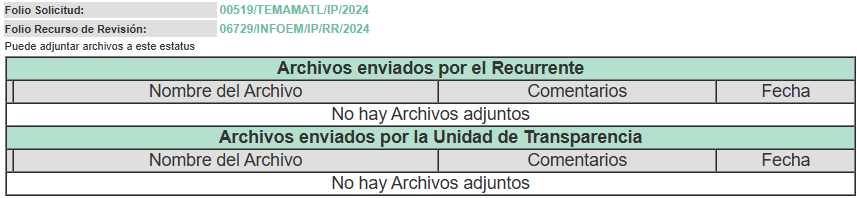 Folio Solicitud: 00519/TEMAMATL/IP/2024
Folio Recurso de Revisión: 06729/INFOEM/IP/RR/2024
Puede adjuntar archivos a este estatus
Archivos enviados por el Recurrente
Nombre del Archivo Comentarios Fecha
No hay Archivos adjuntos
Archivos enviados por la Unidad de Transparencia
Nombre del Archivo Comentarios Fecha
No hay Archivos adjuntos